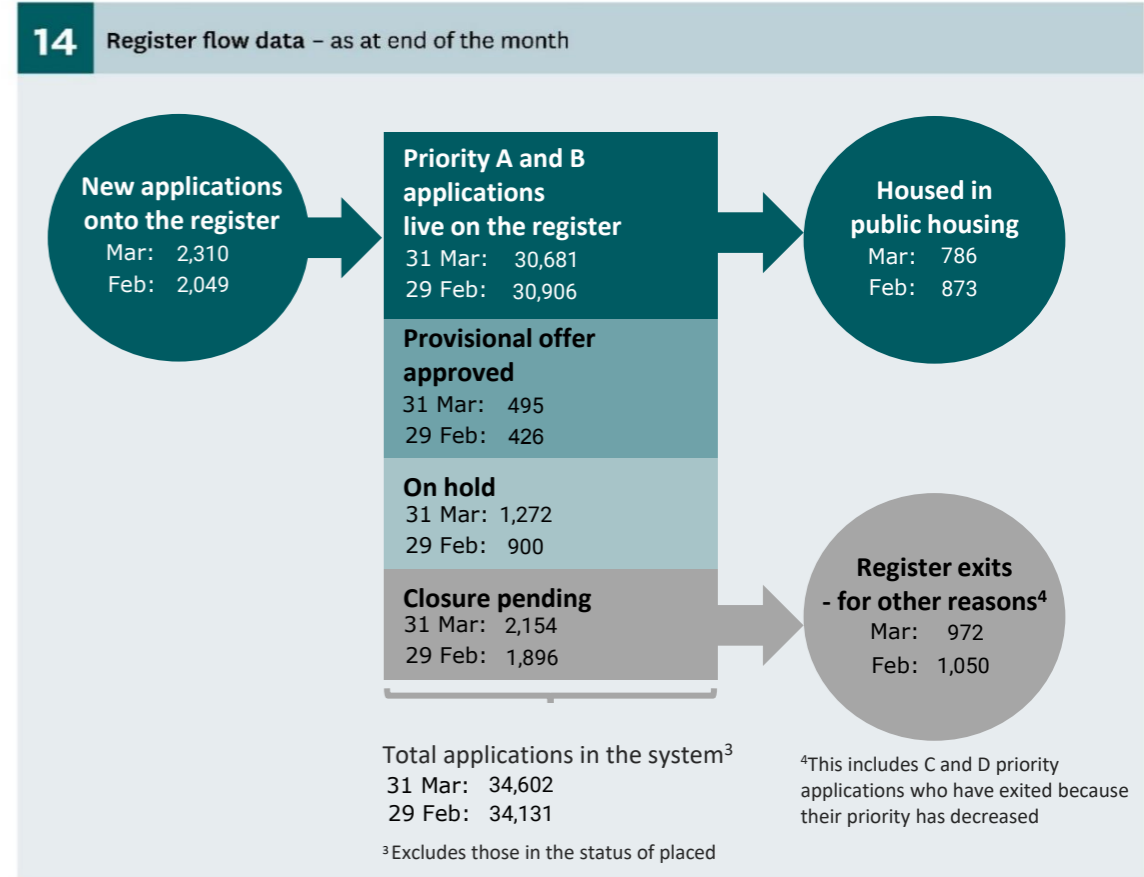 14 Register flow data – as at end of the month
New applications
onto the register
Mar: 2,310
Feb: 2,049
Priority A and B
applications
live on the register
31 Mar: 30,681
29 Feb: 30,906
Housed in
public housing
Mar: 786
Feb: 873
Provisional offer
approved
31 Mar: 495
29 Feb: 426
On hold
31 Mar: 1,272
29 Feb: 900
Closure pending
31 Mar: 2,154
29 Feb: 1,896
Register exits
- for other reasons⁴
Mar: 972
Feb: 1,050
Total applications in the system³
31 Mar: 34,602
29 Feb: 34,131
³ Excludes those in the status of placed
⁴This includes C and D priority
applications who have exited because
their priority has decreased